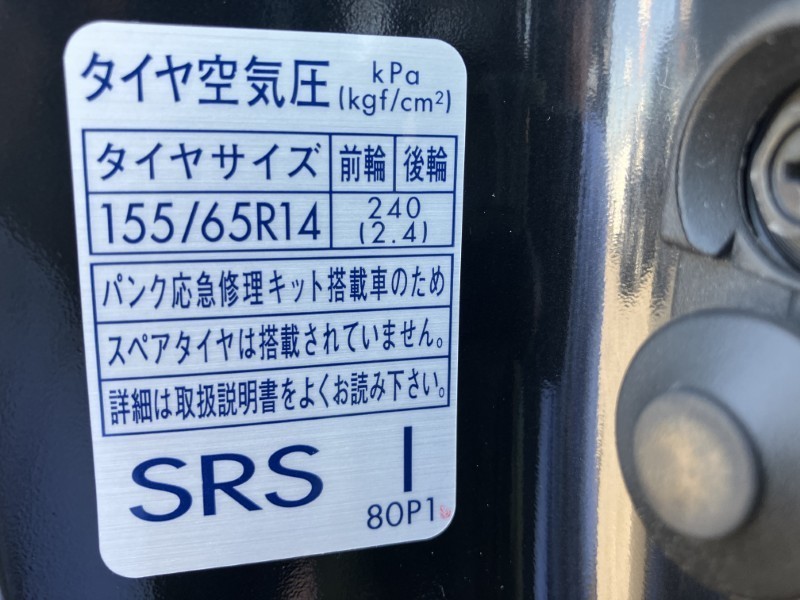 タイヤ空気圧 kPa
(kgf/cm²)
タイヤサイズ 前輪 後輪
155/65R14 240
(2.4)
パンク応急修理キット搭載車のため
スペアタイヤは搭載されていません。
詳細は取扱説明書をよくお読み下さい。
SRS I
80P1